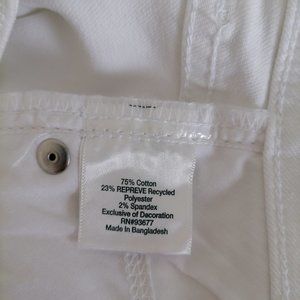 75% Cotton
23% REPREVE Recycled
Polyester
2% Spandex
Exclusive of Decoration
RN#93677
Made In Bangladesh